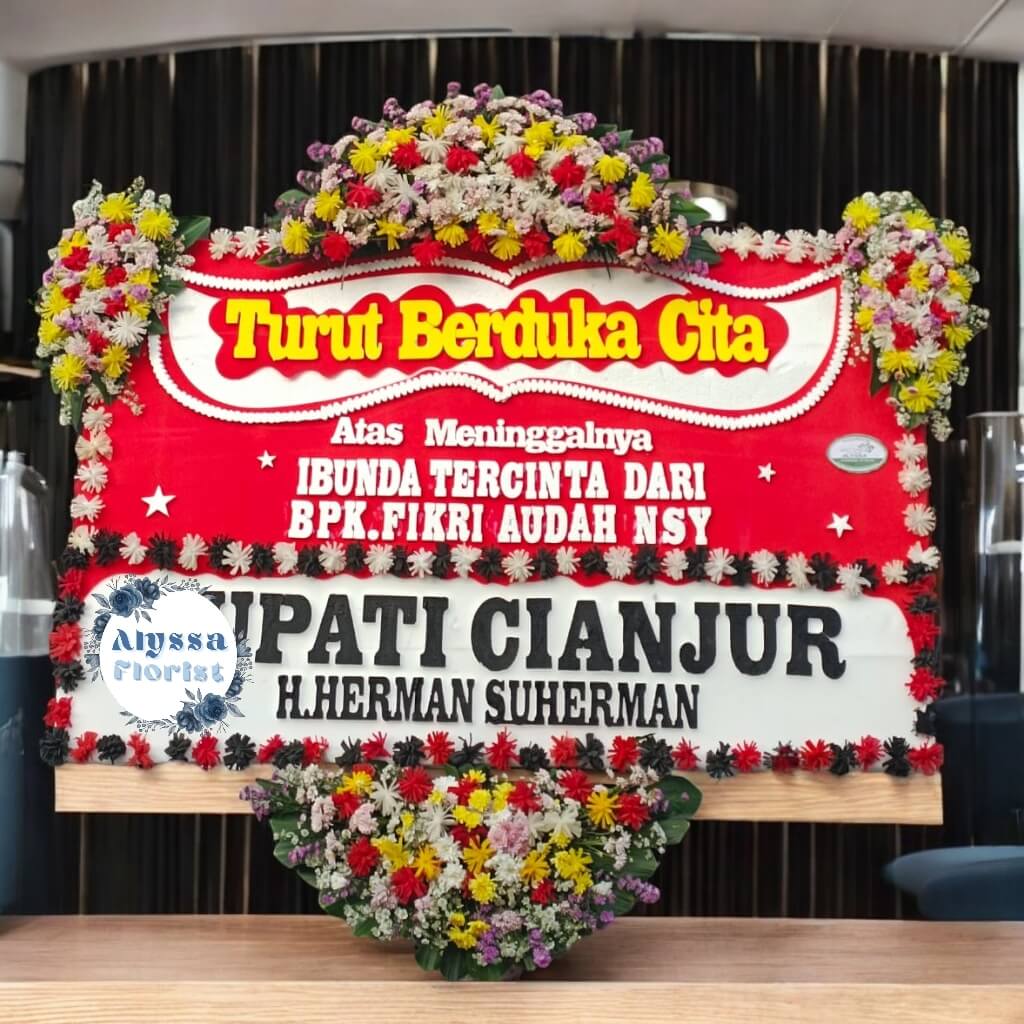 Turut Berduka Cita
Atas Meninggalnya
IBUNDA TERCINTA DARI
BPK.FIKRI AUDAH NSY
UPATI CIANJUR
H.HERMAN SUHERMAN
Alyssa
Florist